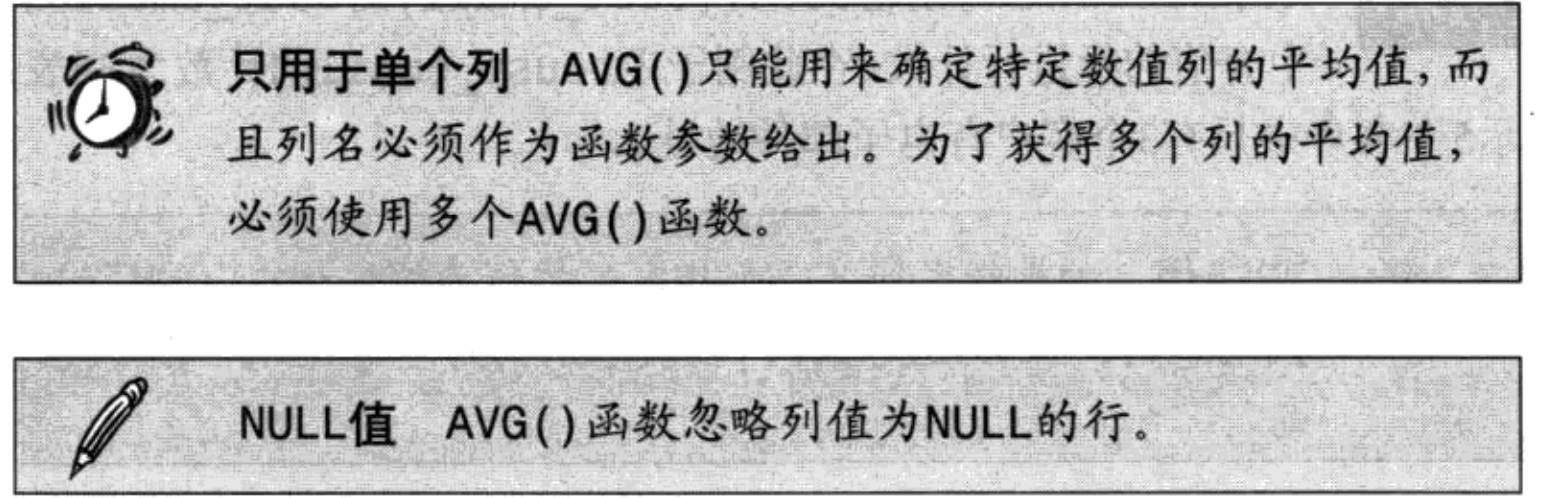 只用于单个列　AVG()只能用来确定特定数值列的平均值，而
且列名必须作为函数参数给出。为了获得多个列的平均值，
必须使用多个AVG()函数。
NULL值　AVG()函数忽略列值为NULL的行。